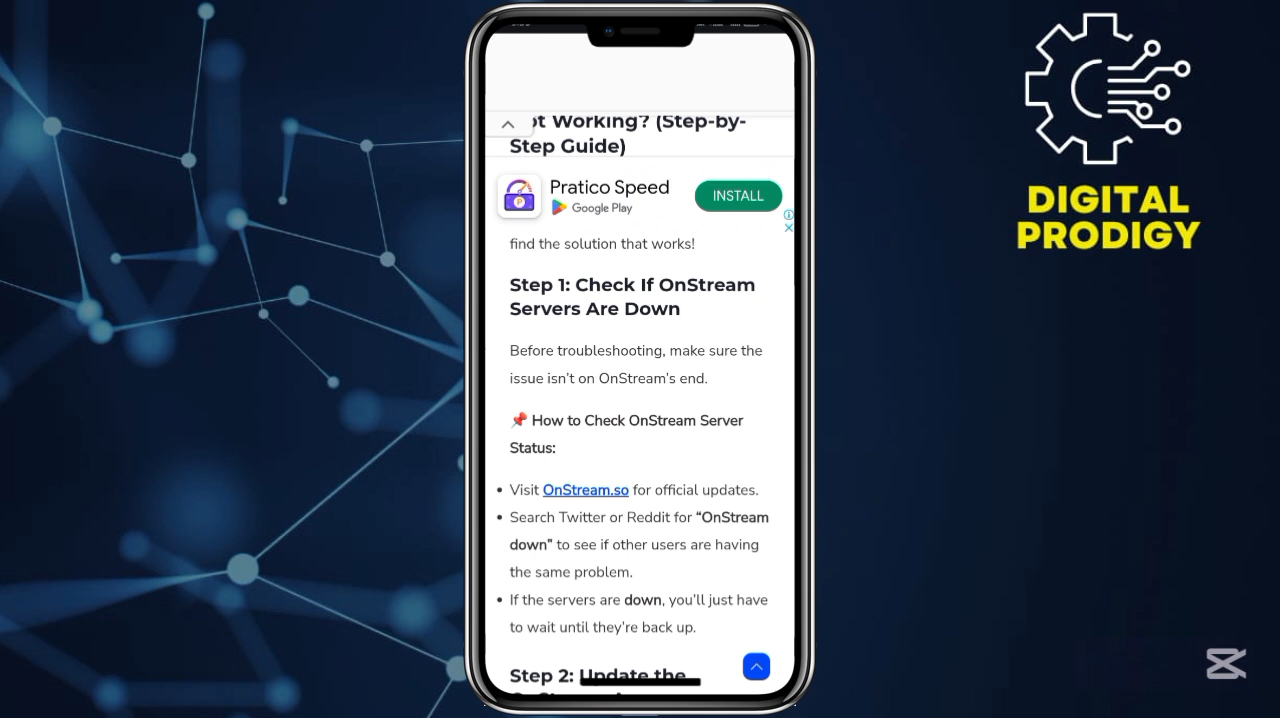 ot Working? (Step-by-
Step Guide)
Pratico Speed
Google Play
INSTALL
find the solution that works!
Step 1: Check If OnStream
Servers Are Down
Before troubleshooting, make sure the
issue isn't on OnStream's end.
📌 How to Check OnStream Server
Status:
• Visit OnStream.so for official updates.
• Search Twitter or Reddit for “OnStream
down” to see if other users are having
the same problem.
• If the servers are down, you'll just have
to wait until they're back up.
Step 2: Update the
DIGITAL
PRODIGY